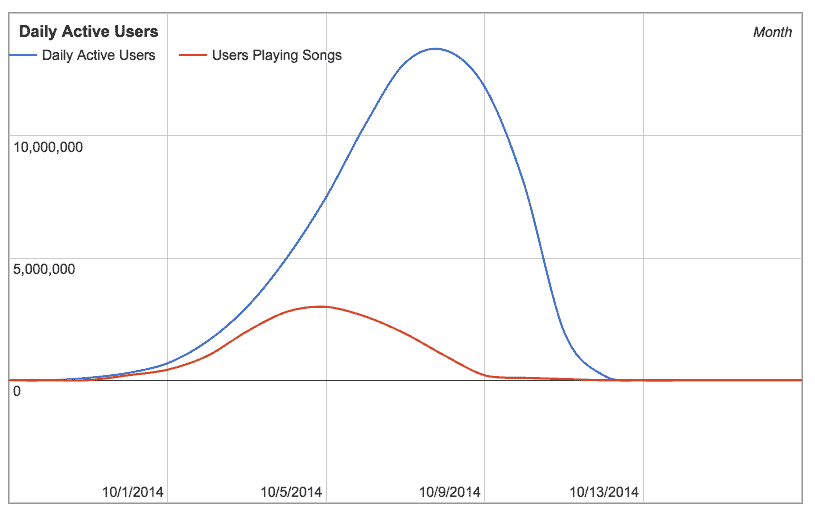 Daily Active Users
Month
Daily Active Users
Users Playing Songs
10,000,000
5,000,000
0
10/1/2014
10/5/2014
10/9/2014
10/13/2014